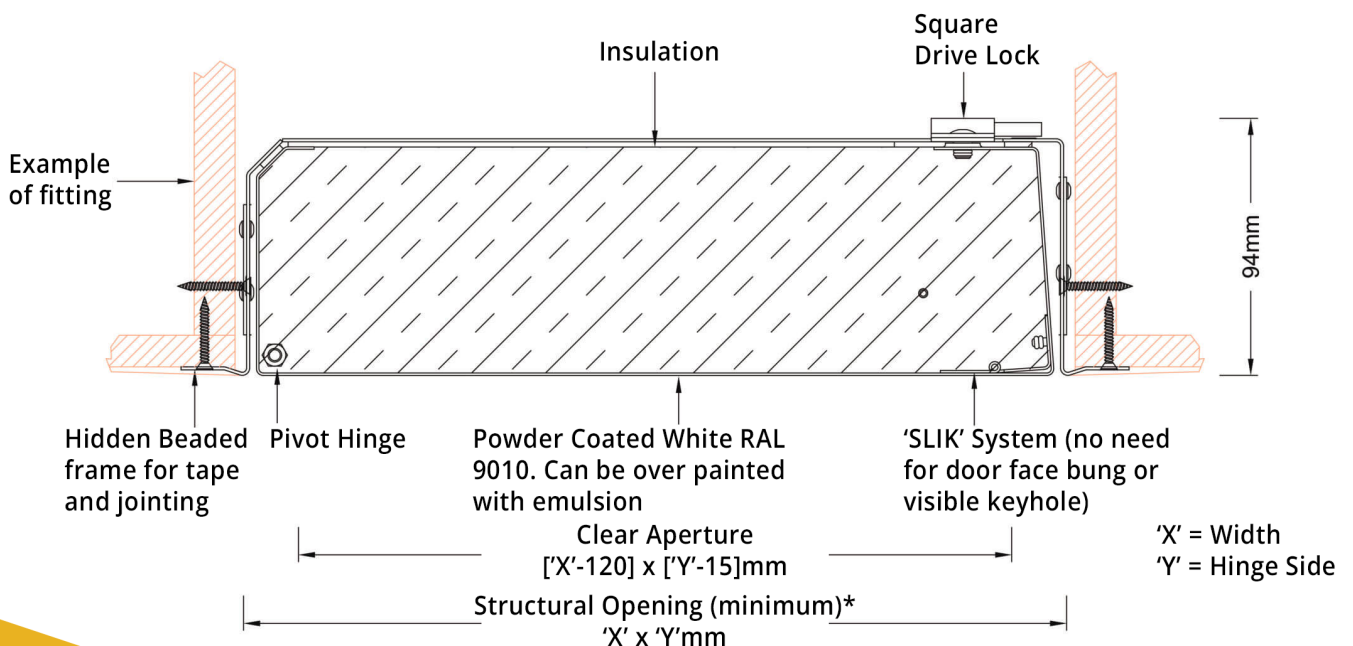 Square
Drive Lock
Insulation
Example
of fitting
94mm
Hidden Beaded
frame for tape
and jointing
Pivot Hinge
Powder Coated White RAL
9010. Can be over painted
with emulsion
‘SLIK’ System (no need
for door face bung or
visible keyhole)
Clear Aperture
['X'-120] x ['Y'-15]mm
‘X’ = Width
‘Y’ = Hinge Side
Structural Opening (minimum)*
‘X’ x ‘Y’mm